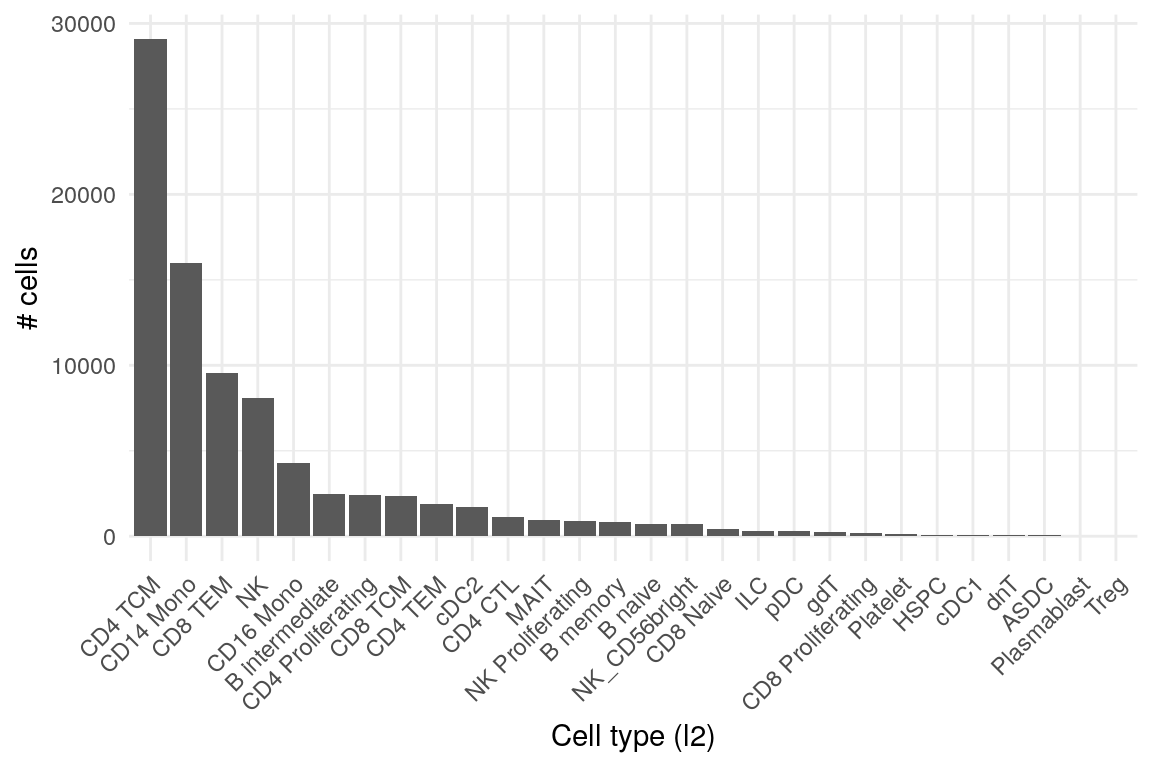 30000
20000
10000
0
# cells
CD4 TCM
CD14 Mono
CD8 TEM
NK
CD16 Mono
B intermediate
CD4 Proliferating
CD8 TCM
CD4 TEM
cDC2
CD4 CTL
MAIT
NK Proliferating
B memory
B naive
NK_CD56bright
CD8 Naive
ILC
pDC
gdT
CD8 Proliferating
Platelet
HSPC
cDC1
dnT
ASDC
Plasmablast
Treg
Cell type (l2)